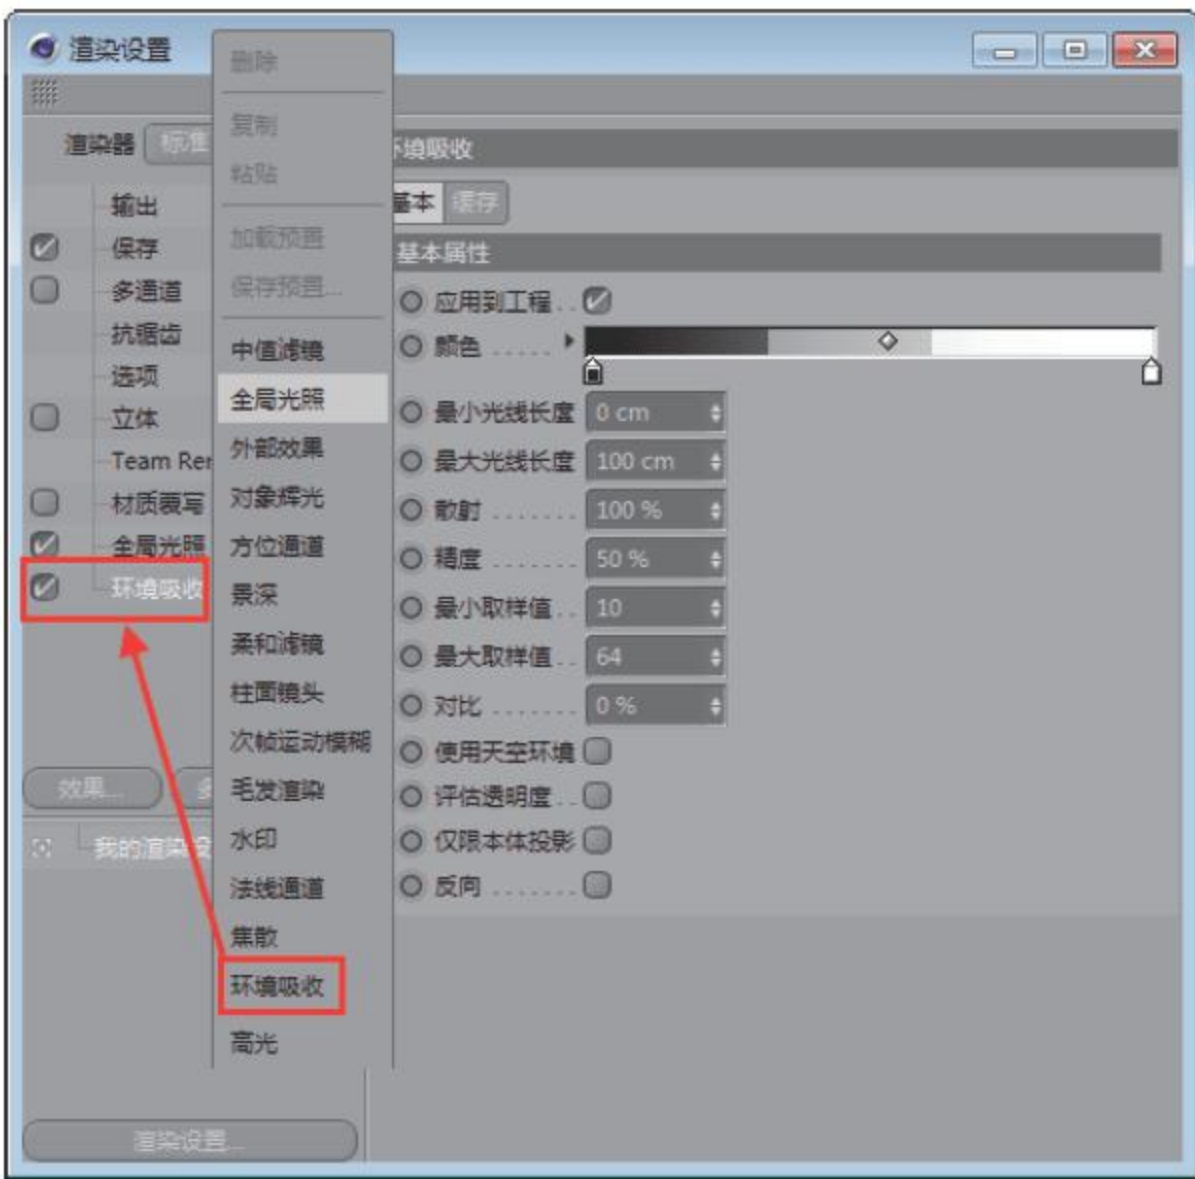 渲染设置
渲染器 标准
输出
保存
多通道
抗锯齿
选项
立体
Team Ren
材质覆写
全局光照
环境吸收
效果...
我的渲染设
渲染设置...
删除
复制
粘贴
加载预置
保存预置...
中值滤镜
全局光照
外部效果
对象辉光
方位通道
景深
柔和滤镜
柱面镜头
次帧运动模糊
毛发渲染
水印
法线通道
焦散
环境吸收
高光
环境吸收
基本 缓存
基本属性
应用到工程 . .
颜色 . . . . .
最小光线长度 0 cm
最大光线长度 100 cm
散射 . . . . . . . 100 %
精度 . . . . . . . 50 %
最小取样值 . . 10
最大取样值 . . 64
对比 . . . . . . . 0 %
使用天空环境
评估透明度 . .
仅限本体投影
反向 . . . . . . .